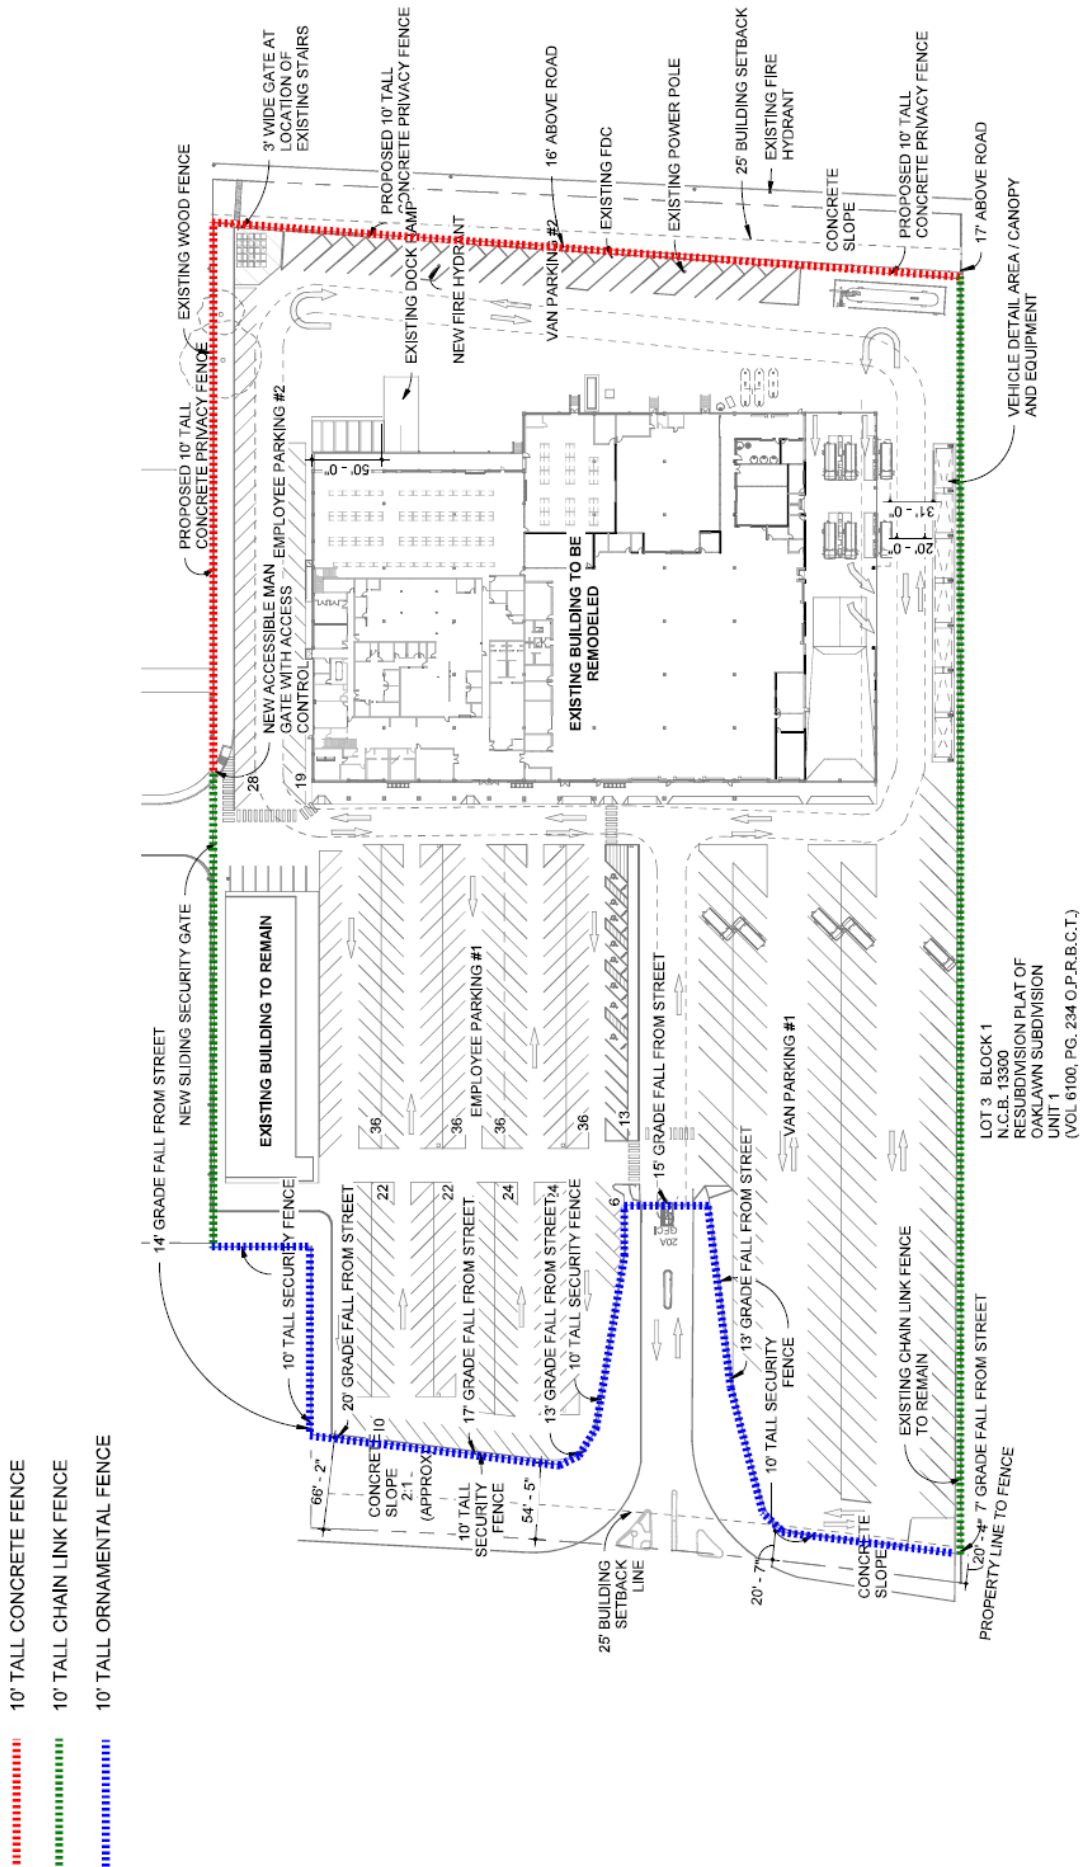 10' TALL CONCRETE FENCE
10' TALL CHAIN LINK FENCE
10' TALL ORNAMENTAL FENCE
14' GRADE FALL FROM STREET
NEW SLIDING SECURITY GATE
NEW ACCESSIBLE MAN
GATE WITH ACCESS
CONTROL
PROPOSED 10' TALL
CONCRETE PRIVACY FENCE
EXISTING WOOD FENCE
3' WIDE GATE AT
LOCATION OF
EXISTING STAIRS
PROPOSED 10' TALL
CONCRETE PRIVACY FENCE
EMPLOYEE PARKING #2
EXISTING DOCK RAMP
NEW FIRE HYDRANT
16' ABOVE ROAD
VAN PARKING #2
EXISTING FDC
EXISTING POWER POLE
25' BUILDING SETBACK
EXISTING FIRE
HYDRANT
CONCRETE
SLOPE
PROPOSED 10' TALL
CONCRETE PRIVACY FENCE
17' ABOVE ROAD
VEHICLE DETAIL AREA / CANOPY
AND EQUIPMENT
50' - 0"
31' - 0"
20' - 0"
28
19
EXISTING BUILDING TO BE
REMODELED
EXISTING BUILDING TO REMAIN
10' TALL SECURITY FENCE
10' TALL SECURITY FENCE
20' GRADE FALL FROM STREET
22
36
22
36
EMPLOYEE PARKING #1
17' GRADE FALL FROM STREET
24
36
13' GRADE FALL FROM STREET
24
36
10' TALL SECURITY FENCE
6
13
15' GRADE FALL FROM STREET
20A
GFCI
66' - 2"
CONCRETE
10
SLOPE
2:1 -
(APPROX)
10' TALL
SECURITY
FENCE
54' - 5"
25' BUILDING
SETBACK
LINE
13' GRADE FALL FROM STREET
10' TALL SECURITY
FENCE
VAN PARKING #1
20' - 7"
CONCRETE
SLOPE
EXISTING CHAIN LINK FENCE
TO REMAIN
20' - 4"
7' GRADE FALL FROM STREET
PROPERTY LINE TO FENCE
LOT 3 BLOCK 1
N.C.B. 13300
RESUBDIVISION PLAT OF
OAKLAWN SUBDIVISION
UNIT 1
(VOL 6100, PG. 234 O.P.R.B.C.T.)